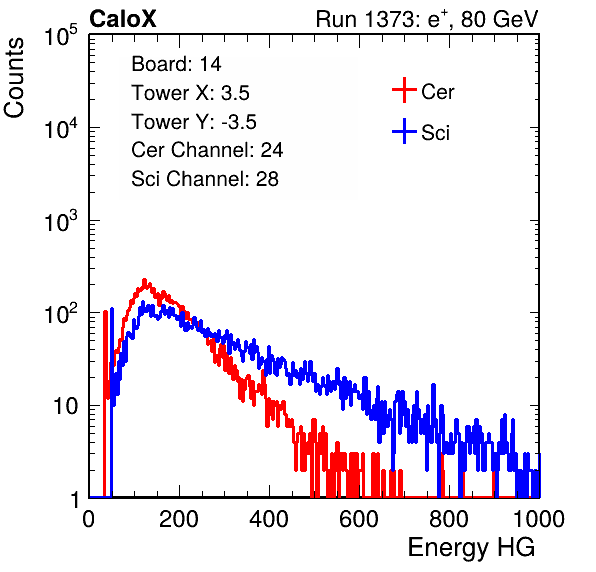 CaloX Run 1373: e⁺, 80 GeV
Counts
Board: 14
Tower X: 3.5
Tower Y: -3.5
Cer Channel: 24
Sci Channel: 28
Cer
Sci
10⁵
10⁴
10³
10²
10
1
0 200 400 600 800 1000
Energy HG